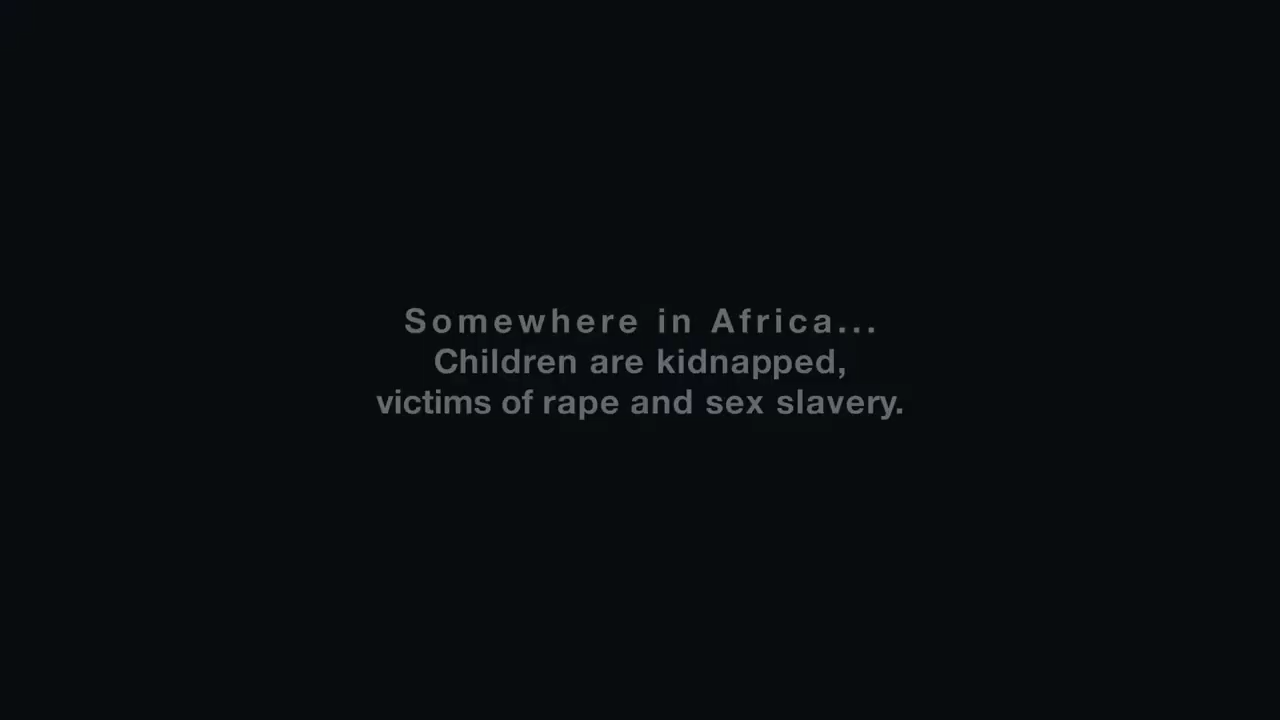 Somewhere in Africa...
Children are kidnapped,
victims of rape and sex slavery.